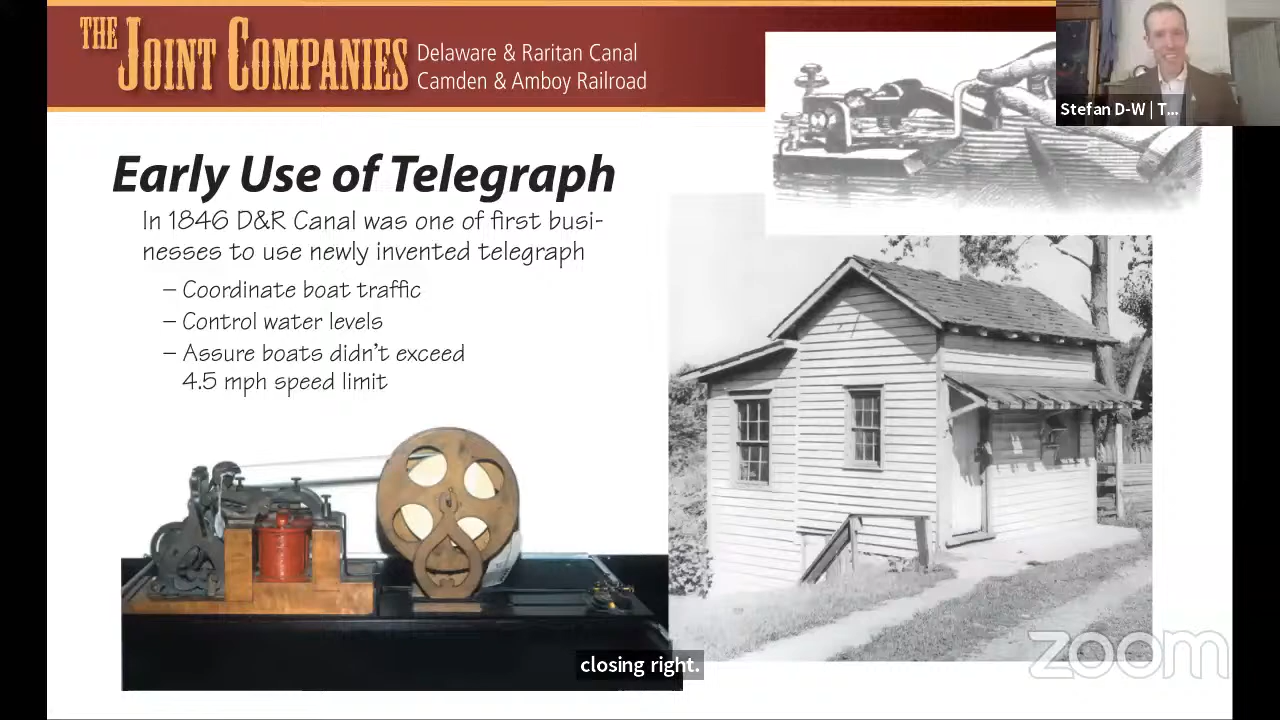 THE JOINT COMPANIES
Delaware & Raritan Canal
Camden & Amboy Railroad
Stefan D-W | T...
Early Use of Telegraph
In 1846 D&R Canal was one of first busi-
nesses to use newly invented telegraph
– Coordinate boat traffic
– Control water levels
– Assure boats didn't exceed
4.5 mph speed limit
closing right.
zoom